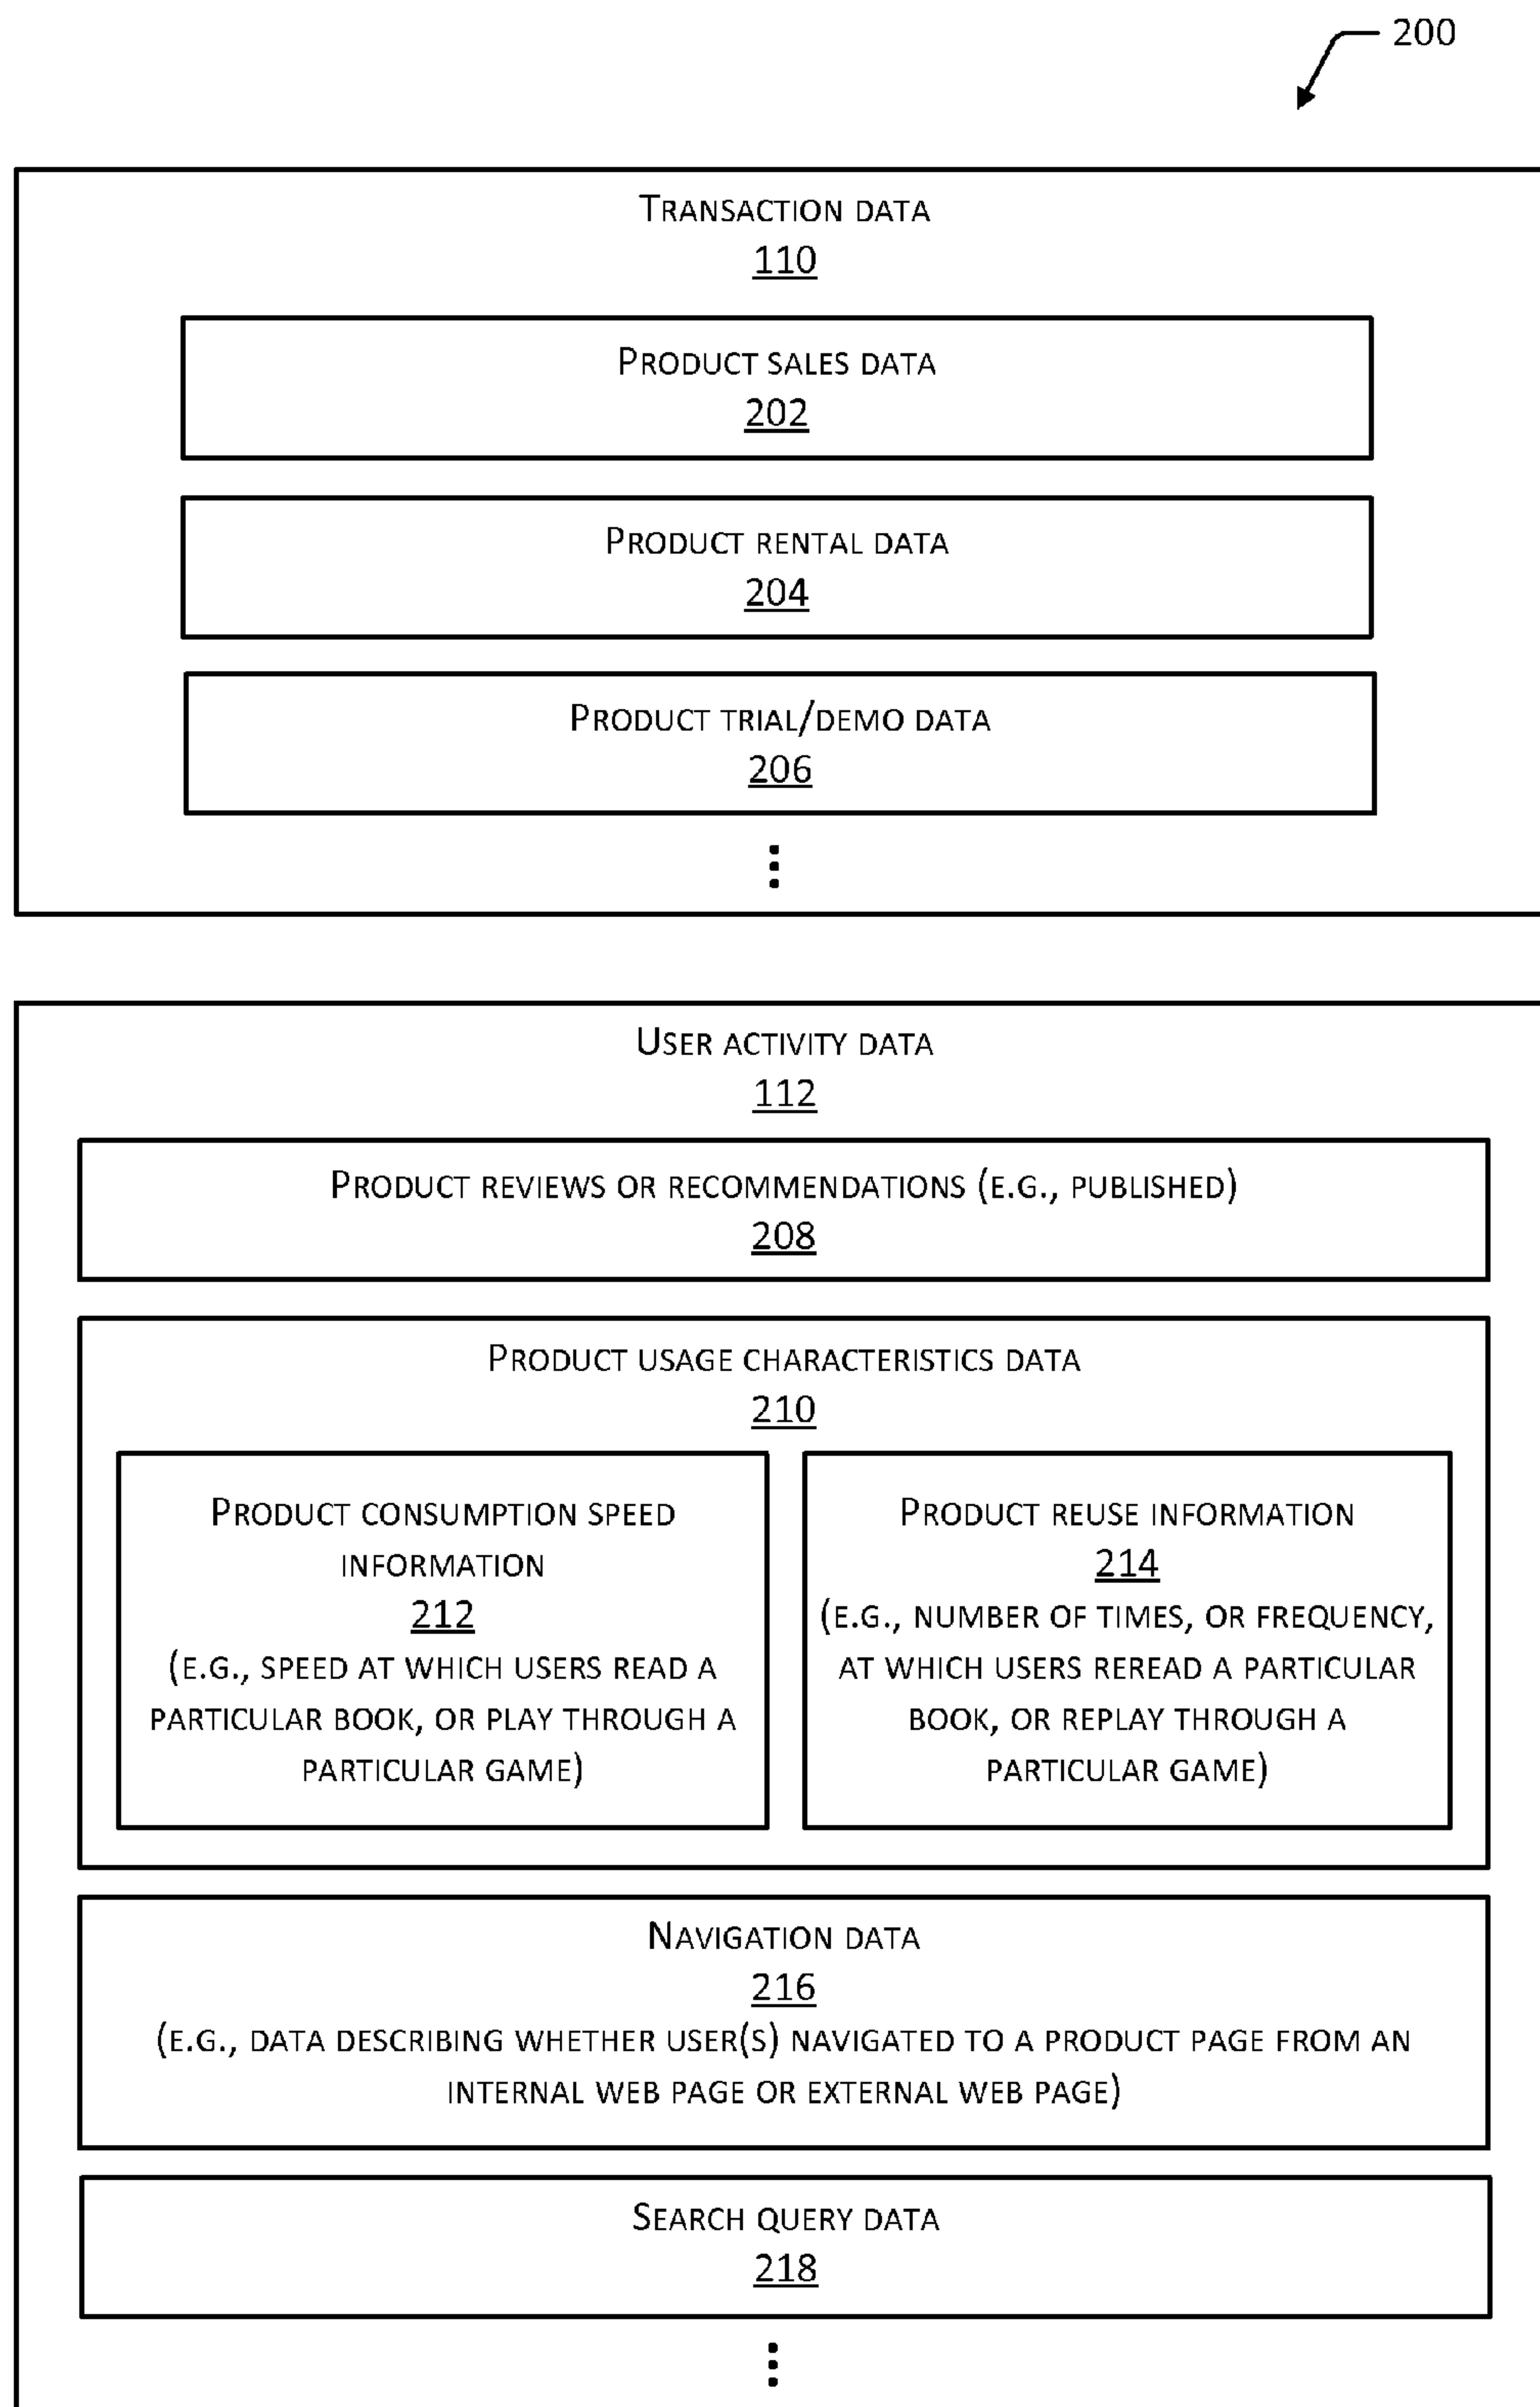 200
Transaction data
110
Product sales data
202
Product rental data
204
Product trial/demo data
206
User activity data
112
Product reviews or recommendations (e.g., published)
208
Product usage characteristics data
210
Product consumption speed
information
212
(e.g., speed at which users read a
particular book, or play through a
particular game)
Product reuse information
214
(e.g., number of times, or frequency,
at which users reread a particular
book, or replay through a
particular game)
Navigation data
216
(e.g., data describing whether user(s) navigated to a product page from an
internal web page or external web page)
Search query data
218